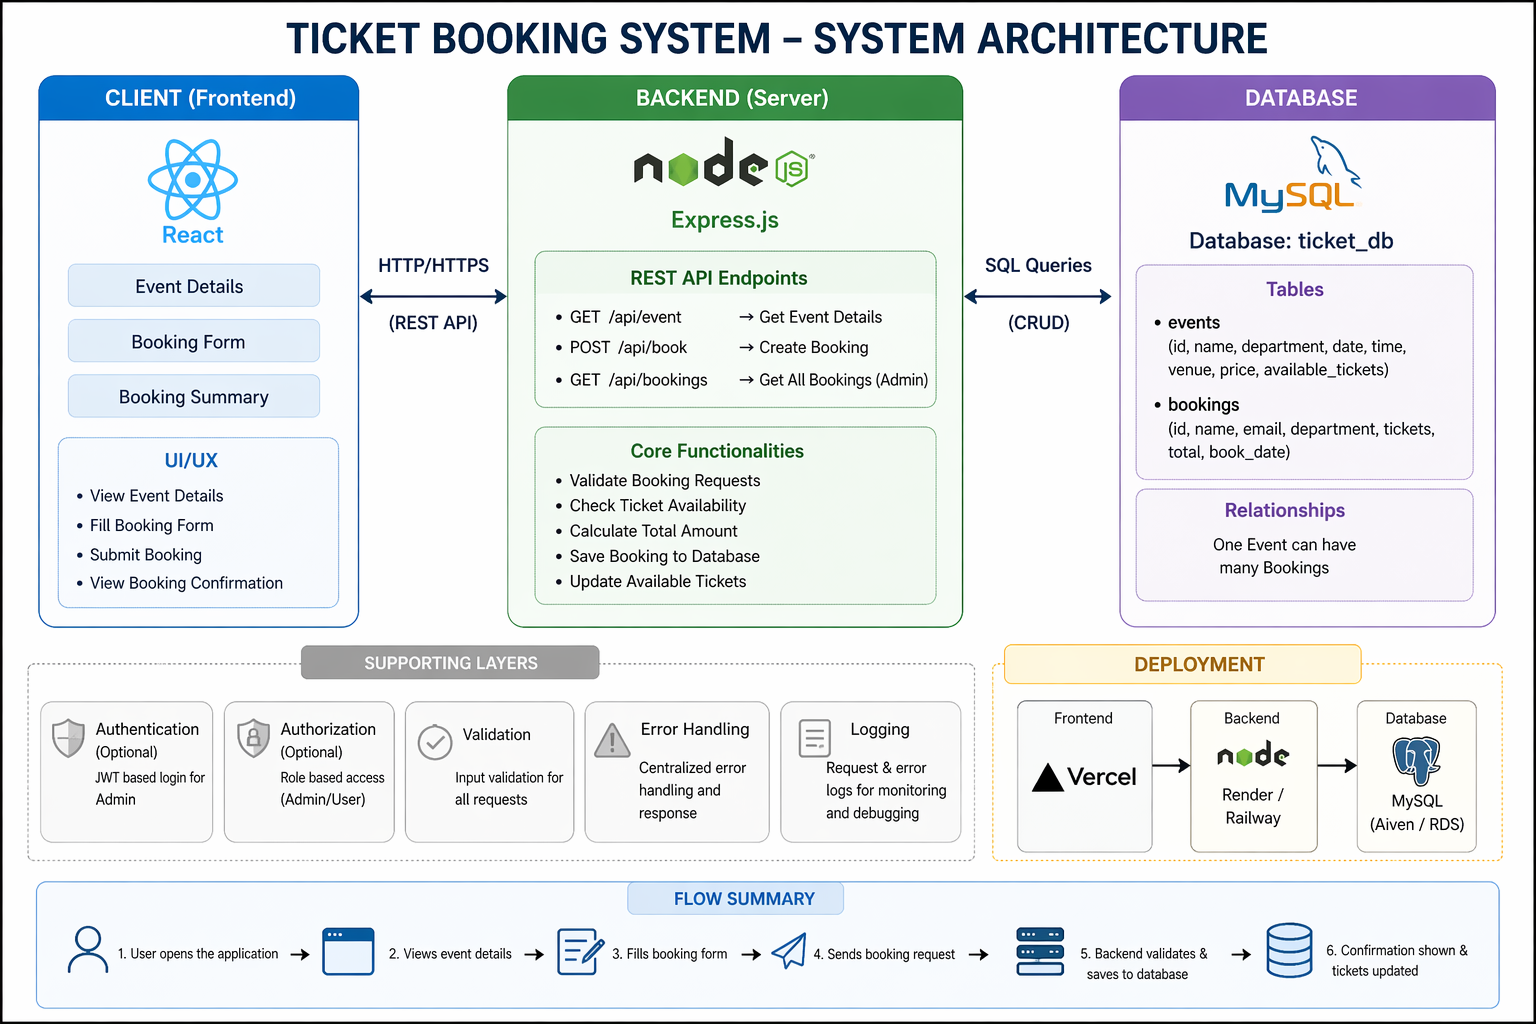 TICKET BOOKING SYSTEM – SYSTEM ARCHITECTURE
CLIENT (Frontend)
React
Event Details
Booking Form
Booking Summary
UI/UX
• View Event Details
• Fill Booking Form
• Submit Booking
• View Booking Confirmation
HTTP/HTTPS
(REST API)
BACKEND (Server)
node JS
Express.js
REST API Endpoints
• GET /api/event → Get Event Details
• POST /api/book → Create Booking
• GET /api/bookings → Get All Bookings (Admin)
Core Functionalities
• Validate Booking Requests
• Check Ticket Availability
• Calculate Total Amount
• Save Booking to Database
• Update Available Tickets
SQL Queries
(CRUD)
DATABASE
MySQL
Database: ticket_db
Tables
• events
(id, name, department, date, time,
venue, price, available_tickets)
• bookings
(id, name, email, department, tickets,
total, book_date)
Relationships
One Event can have
many Bookings
SUPPORTING LAYERS
Authentication
(Optional)
JWT based login for
Admin
Authorization
(Optional)
Role based access
(Admin/User)
Validation
Input validation for
all requests
Error Handling
Centralized error
handling and
response
Logging
Request & error
logs for monitoring
and debugging
DEPLOYMENT
Frontend
Vercel
Backend
node
Render /
Railway
Database
MySQL
(Aiven / RDS)
FLOW SUMMARY
1. User opens the application
2. Views event details
3. Fills booking form
4. Sends booking request
5. Backend validates &
saves to database
6. Confirmation shown &
tickets updated